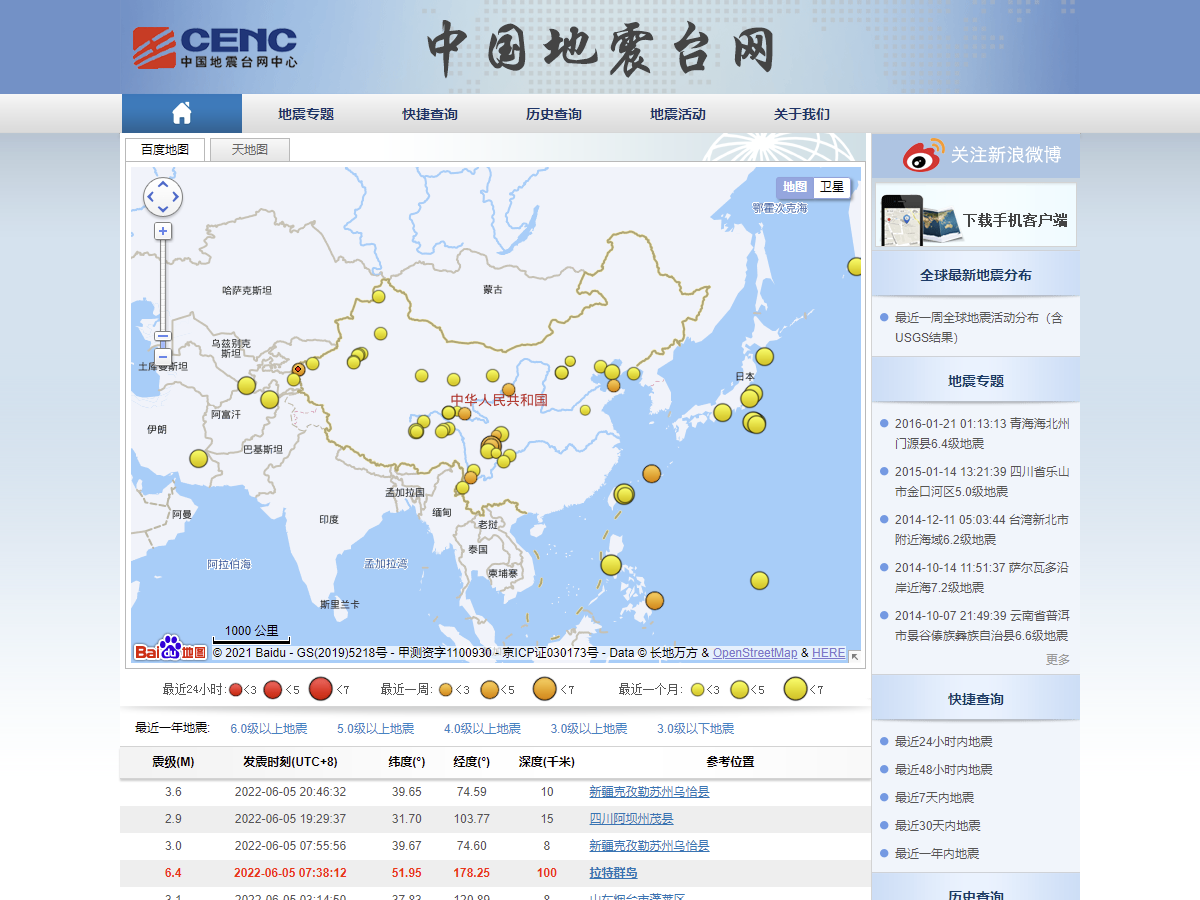 CENC
中国地震台网中心
中国地震台网
地震专题
快捷查询
历史查询
地震活动
关于我们
百度地图
天地图
地图
卫星
鄂霍次克海
哈萨克斯坦
蒙古
乌兹别克
斯坦
土库曼斯坦
日本
中华人民共和国
阿富汗
伊朗
巴基斯坦
孟加拉国
阿曼
印度
缅甸
老挝
泰国
阿拉伯海
孟加拉湾
柬埔寨
斯里兰卡
1000 公里
Bai du 地图
© 2021 Baidu - GS(2019)5218号 - 甲测资字1100930 - 京ICP证030173号 - Data © 长地万方 & OpenStreetMap & HERE
最近24小时: <3 <5 <7 最近一周: <3 <5 <7 最近一个月: <3 <5 <7
最近一年地震: 6.0级以上地震 5.0级以上地震 4.0级以上地震 3.0级以上地震 3.0级以下地震
震级(M) 发震时刻(UTC+8) 纬度(°) 经度(°) 深度(千米) 参考位置
3.6 2022-06-05 20:46:32 39.65 74.59 10 新疆克孜勒苏州乌恰县
2.9 2022-06-05 19:29:37 31.70 103.77 15 四川阿坝州茂县
3.0 2022-06-05 07:55:56 39.67 74.60 8 新疆克孜勒苏州乌恰县
6.4 2022-06-05 07:38:12 51.95 178.25 100 拉特群岛
3.1 2022-06-05 03:14:50 37.83 120.89 8 山东烟台市蓬莱区
关注新浪微博
下载手机客户端
全球最新地震分布
最近一周全球地震活动分布（含
USGS结果）
地震专题
2016-01-21 01:13:13 青海海北州
门源县6.4级地震
2015-01-14 13:21:39 四川省乐山
市金口河区5.0级地震
2014-12-11 05:03:44 台湾新北市
附近海域6.2级地震
2014-10-14 11:51:37 萨尔瓦多沿
岸近海7.2级地震
2014-10-07 21:49:39 云南省普洱
市景谷傣族彝族自治县6.6级地震
更多
快捷查询
最近24小时内地震
最近48小时内地震
最近7天内地震
最近30天内地震
最近一年内地震
历史查询